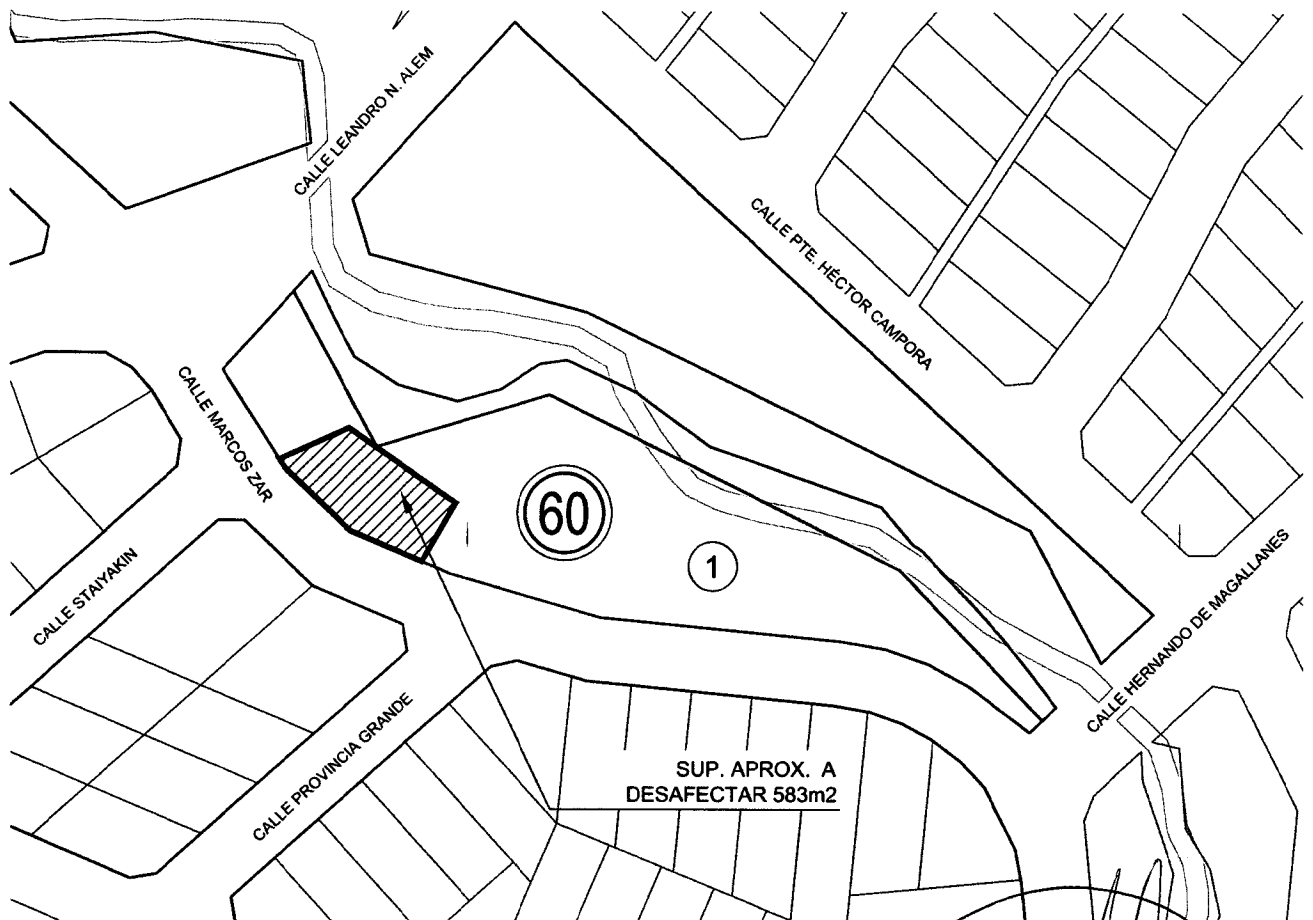 CALLE LEANDRO N. ALEM
CALLE PTE. HÉCTOR CAMPORA
CALLE MARCOS ZAR
60
1
CALLE STAIYAKIN
CALLE HERNANDO DE MAGALLANES
CALLE PROVINCIA GRANDE
SUP. APROX. A
DESAFECTAR 583m2